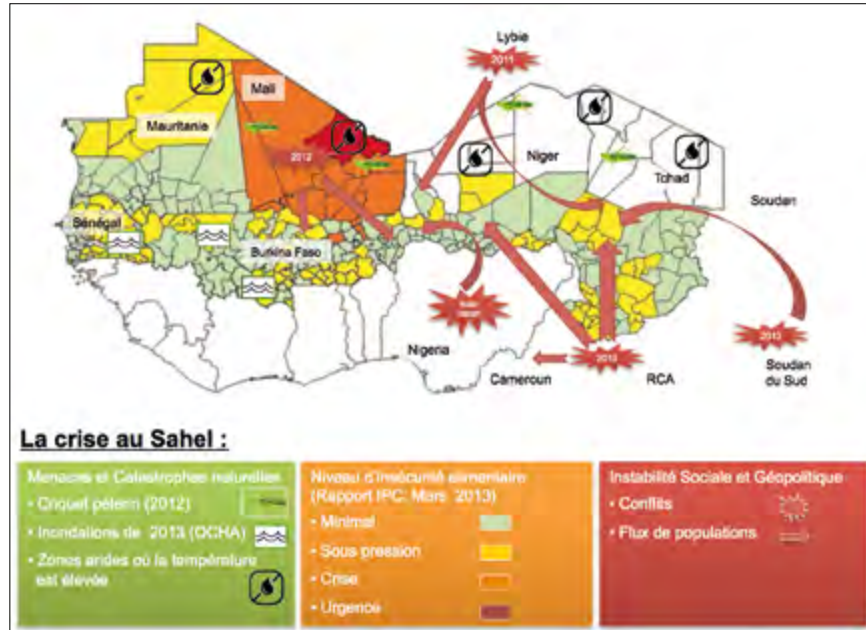 Lybie
2011
Mali
Mauritanie
2012
Niger
Tchad
Soudan
Sénégal
Burkina Faso
Nigeria
2013
Soudan
du Sud
Cameroun
RCA
La crise au Sahel :
Menaces et Catastrophes naturelles
• Criquet pèlerin (2012)
• Inondations de 2013 (OCHA)
• Zones arides où la température
est élevée
Niveau d'insécurité alimentaire
(Rapport IPC: Mars 2013)
• Minimal
• Sous pression
• Crise
• Urgence
Instabilité Sociale et Géopolitique
• Conflits
• Flux de populations